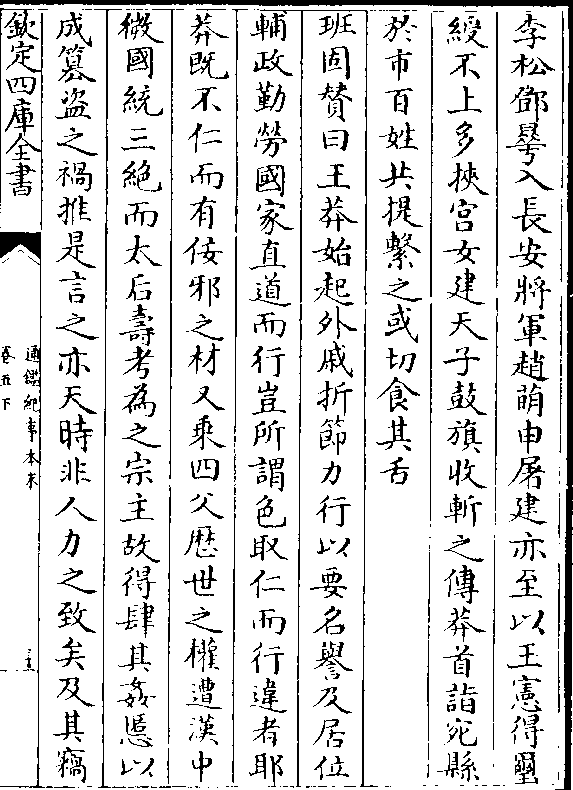 李松鄧曅入長安將軍趙萌申屠建亦至以王憲得璽
綬不上多挾宫女建天子鼓旗收斬之傳莽首詣宛縣
於市百姓共提繫之或切食其舌
班固賛曰王莽始起外戚折節力行以要名譽及居位
輔政勤勞國家直道而行豈所謂色取仁而行違者耶
莽既不仁而有佞邪之材又乘四父歴世之權遭漢中
微國統三絶而太后壽考為之宗主故得肆其姦慝以
成簒盗之禍推是言之亦天時非人力之致矣及其竊
欽定四庫全書
通鑑紀事本末
卷五下